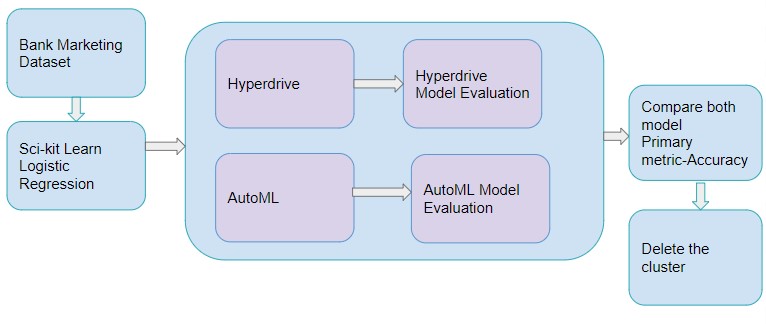 Bank Marketing
Dataset
Sci-kit Learn
Logistic
Regression
Hyperdrive
Hyperdrive
Model Evaluation
AutoML
AutoML Model
Evaluation
Compare both
model
Primary
metric-Accuracy
Delete the
cluster